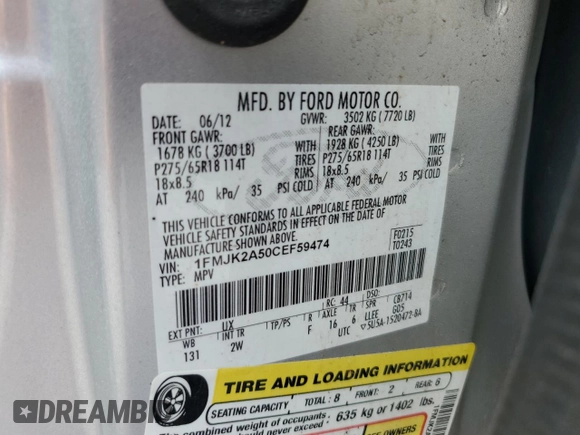 MFD. BY FORD MOTOR CO.
DATE: 06/12 GVWR: 3502 KG ( 7720 LB)
FRONT GAWR: REAR GAWR:
1678 KG ( 3700 LB) WITH 1928 KG ( 4250 LB) WITH
P275/65R18 114T TIRES P275/65R18 114T TIRES
18x8.5 RIMS 18x8.5 RIMS
AT 240 kPa/ 35 PSI COLD AT 240 kPa/ 35 PSI COLD
THIS VEHICLE CONFORMS TO ALL APPLICABLE FEDERAL MOTOR
VEHICLE SAFETY STANDARDS IN EFFECT ON THE DATE OF
MANUFACTURE SHOWN ABOVE.
VIN: 1FMJK2A50CEF59474 F0215
TYPE: MPV T0243
RC: 44 DSO:
EXT PNT: UX R AXLE TR SPR CB714
WB INT TR TP/PS F 16 6 LLEE G05
131 2W UTC ▽5U5A-1520472-BA
TIRE AND LOADING INFORMATION
SEATING CAPACITY TOTAL: 8 FRONT: 2 REAR: 6
The combined weight of occupants 635 kg or 1402 lbs.
never exceed
OWNERS
DREAMBI